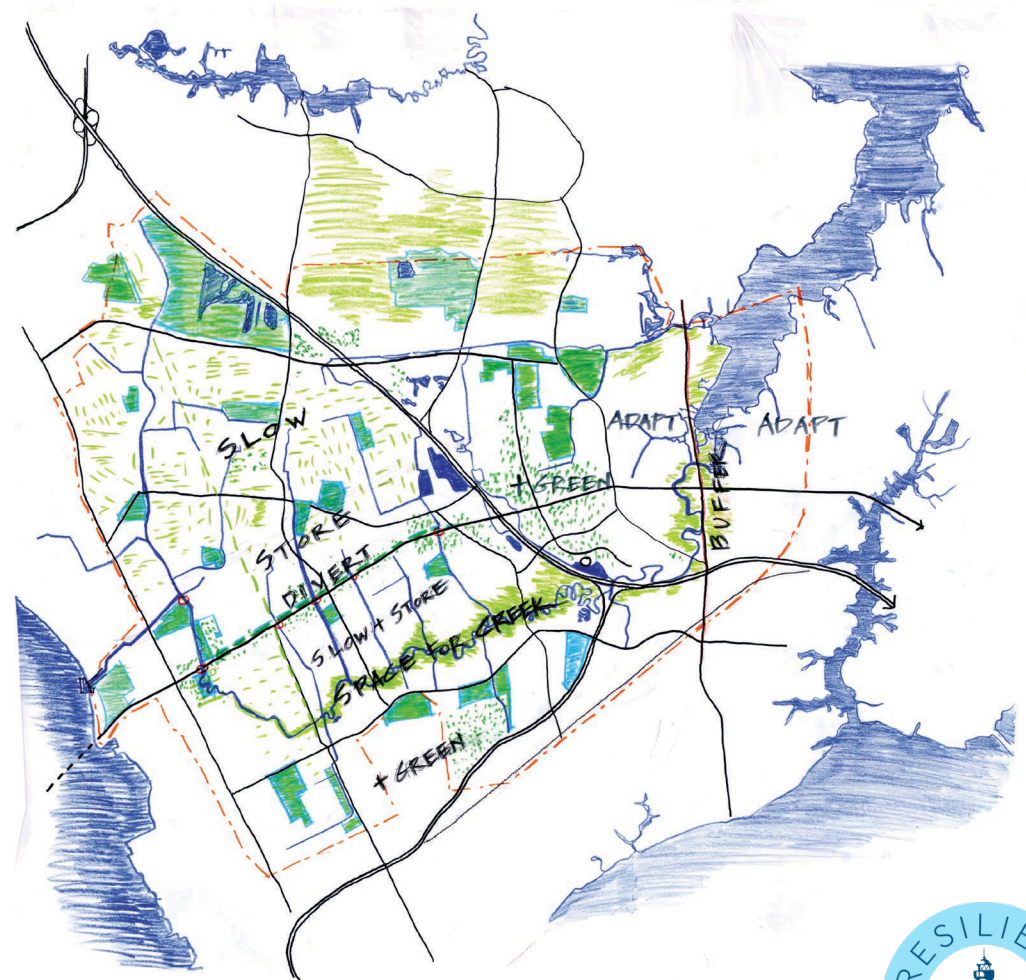 SLOW
ADAPT
ADAPT
+ GREEN
BUFFER
STORE
DIVERT
SLOW + STORE
SPACE FOR CREEK
+ GREEN
RESILIE